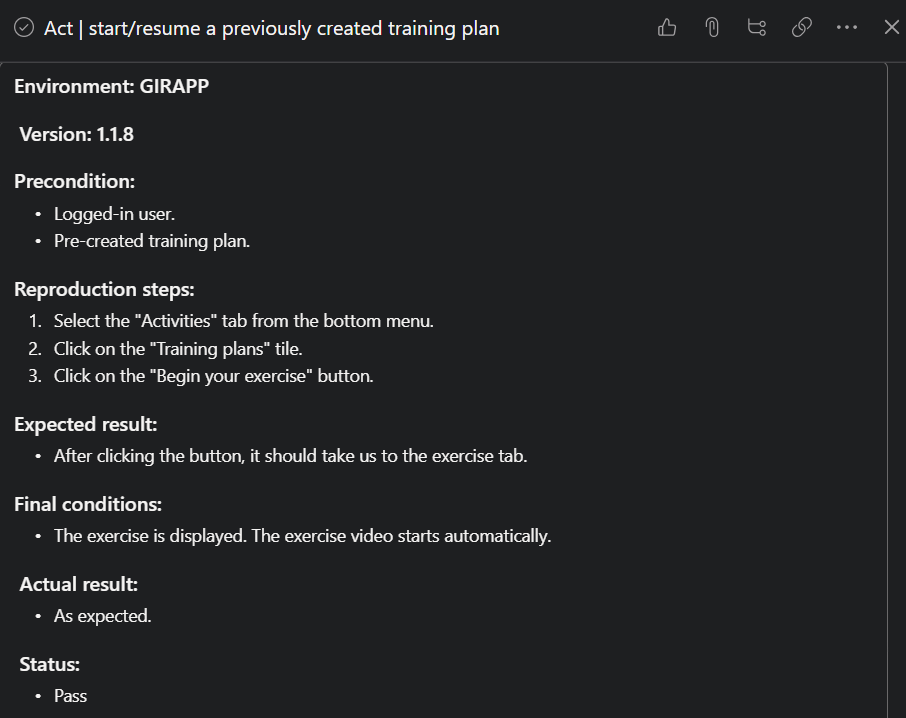 Act | start/resume a previously created training plan
Environment: GIRAPP
Version: 1.1.8
Precondition:
• Logged-in user.
• Pre-created training plan.
Reproduction steps:
1. Select the "Activities" tab from the bottom menu.
2. Click on the "Training plans" tile.
3. Click on the "Begin your exercise" button.
Expected result:
• After clicking the button, it should take us to the exercise tab.
Final conditions:
• The exercise is displayed. The exercise video starts automatically.
Actual result:
• As expected.
Status:
• Pass